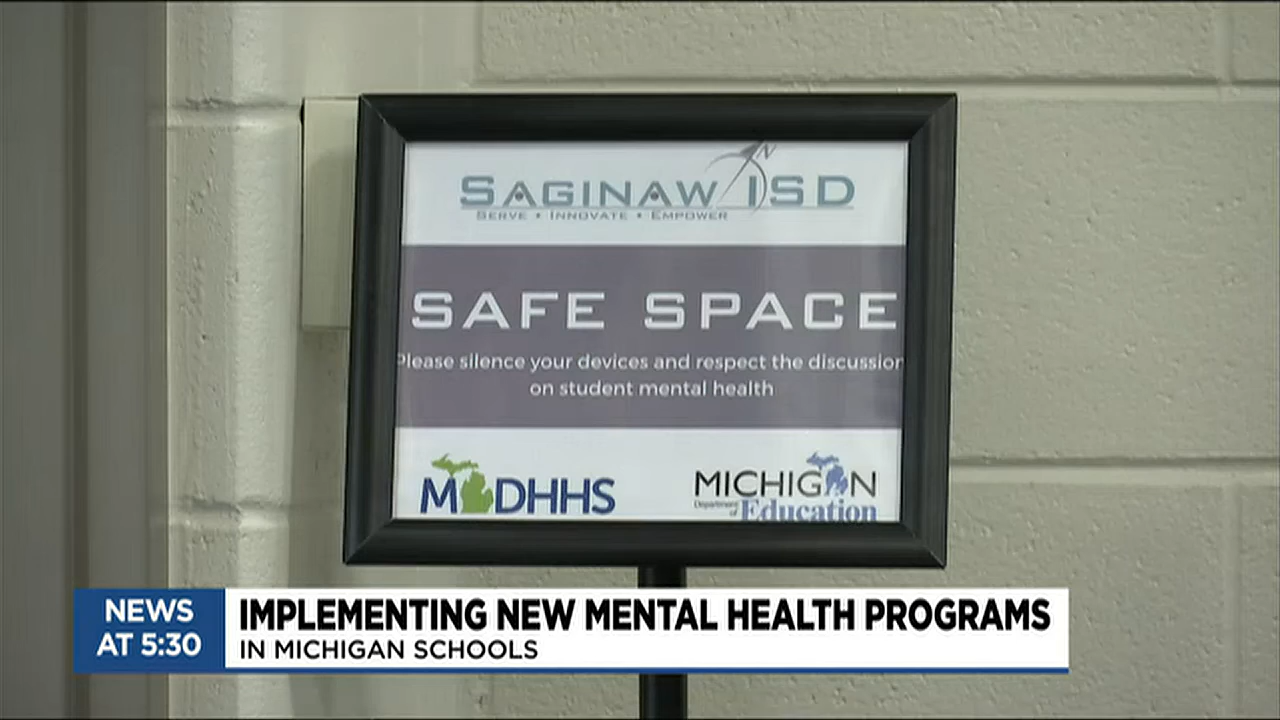 SAGINAW ISD
SERVE • INNOVATE • EMPOWER
SAFE SPACE
Please silence your devices and respect the discussion
on student mental health
MDHHS
MICHIGAN
Department of Education
NEWS AT 5:30
IMPLEMENTING NEW MENTAL HEALTH PROGRAMS
IN MICHIGAN SCHOOLS